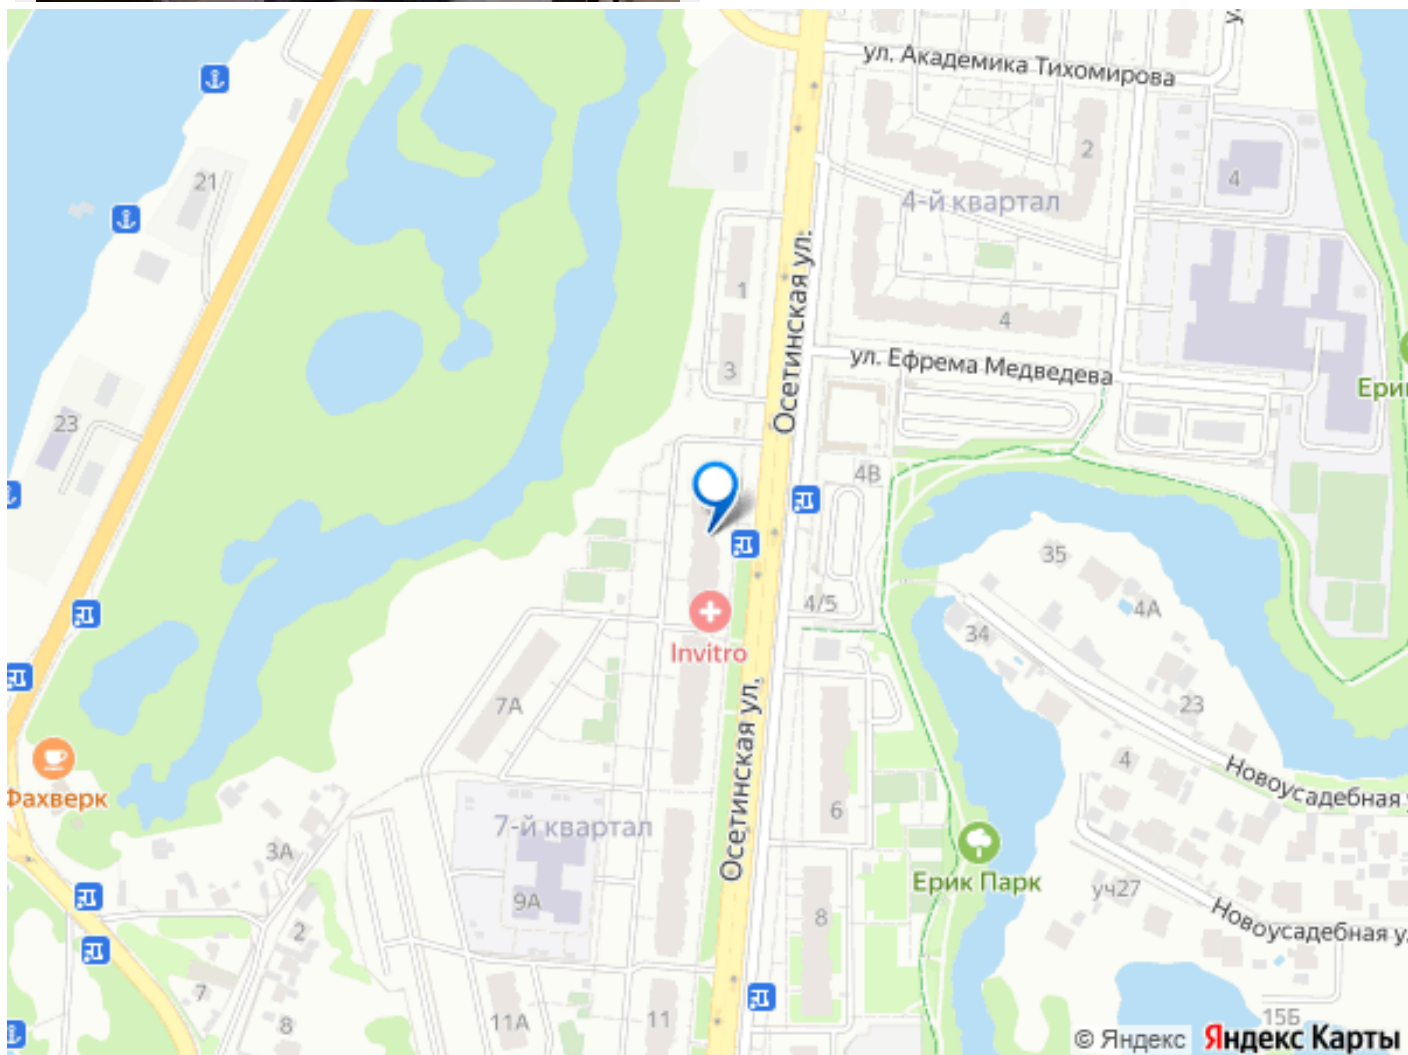 ул. Академика Тихомирова
2
4
21
4-й квартал
1
Осетинская ул.
4
3
ул. Ефрема Медведева
Ери
23
4В
35
4/5
4А
34
Invitro
7А
23
Осетинская ул.
4
Новоусадебная у
Фахверк
6
7-й квартал
3А
Ерик Парк
уч27
9А
8
Новоусадебная у.
2
7
8
11А
11
15Б
© Яндекс Яндекс Карты